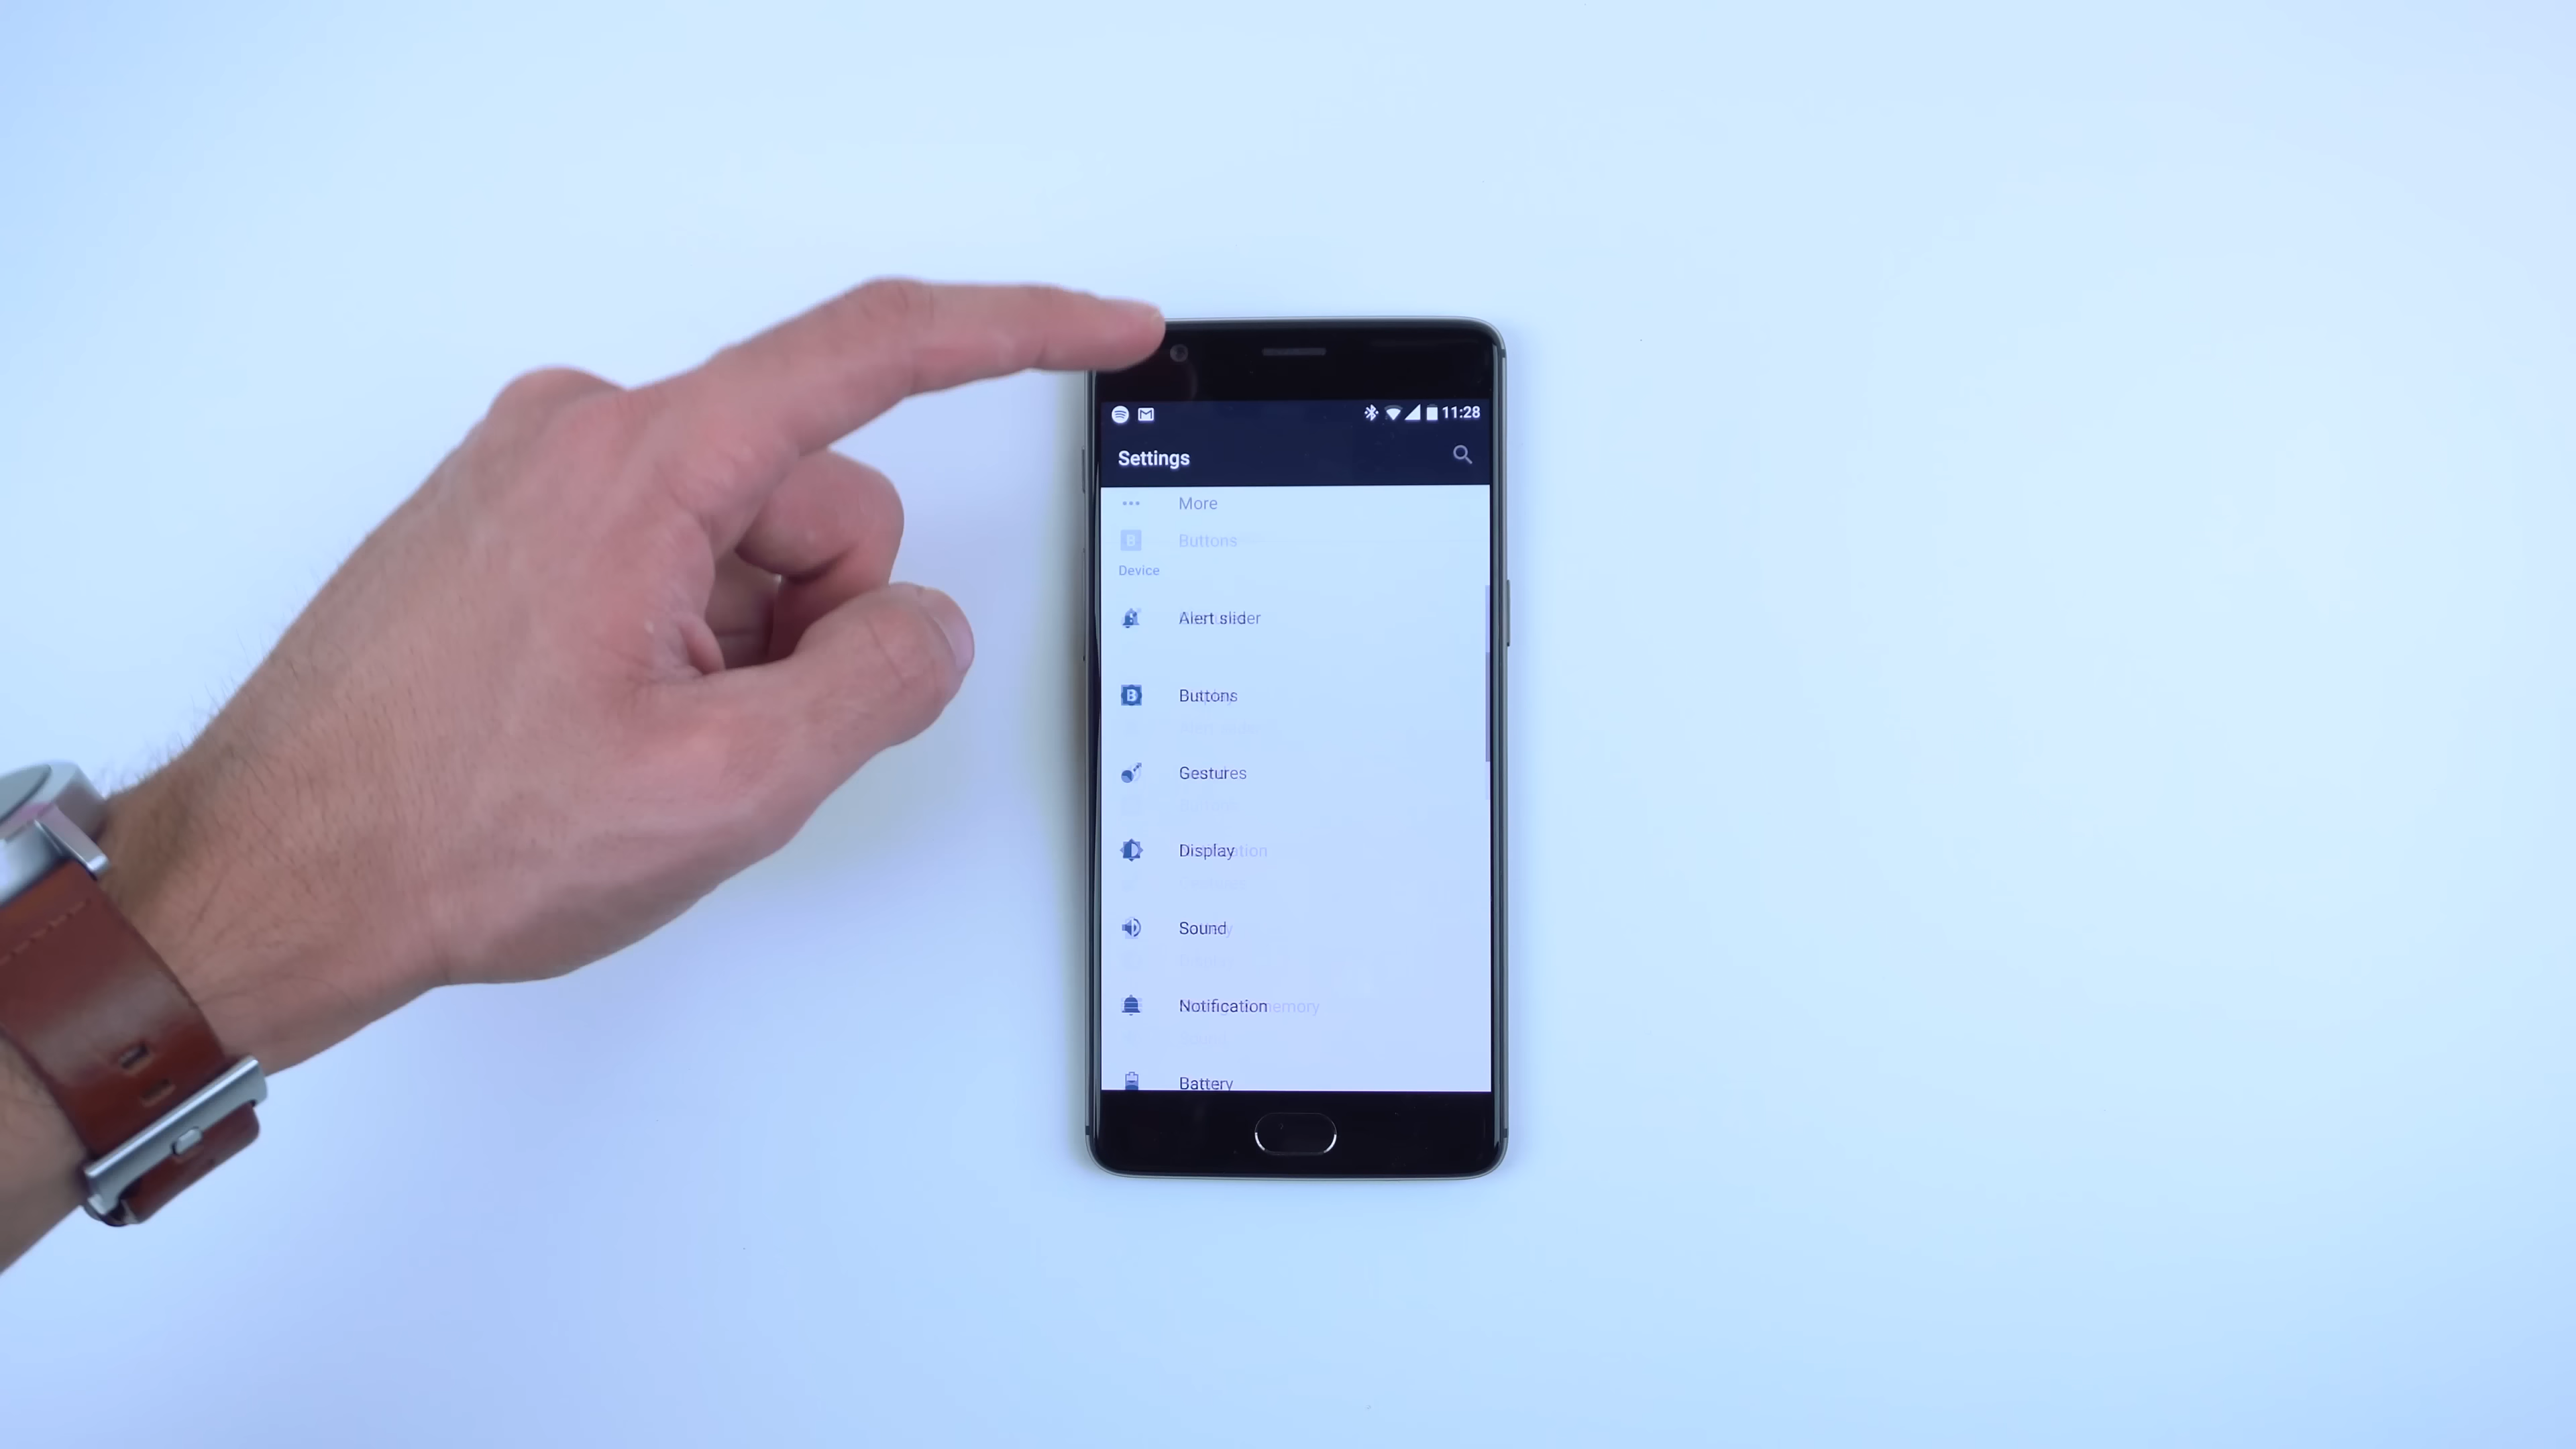 11:28
Settings
More
Buttons
Device
Alert slider
Buttons
Gestures
Display
Sound
Notification
Battery